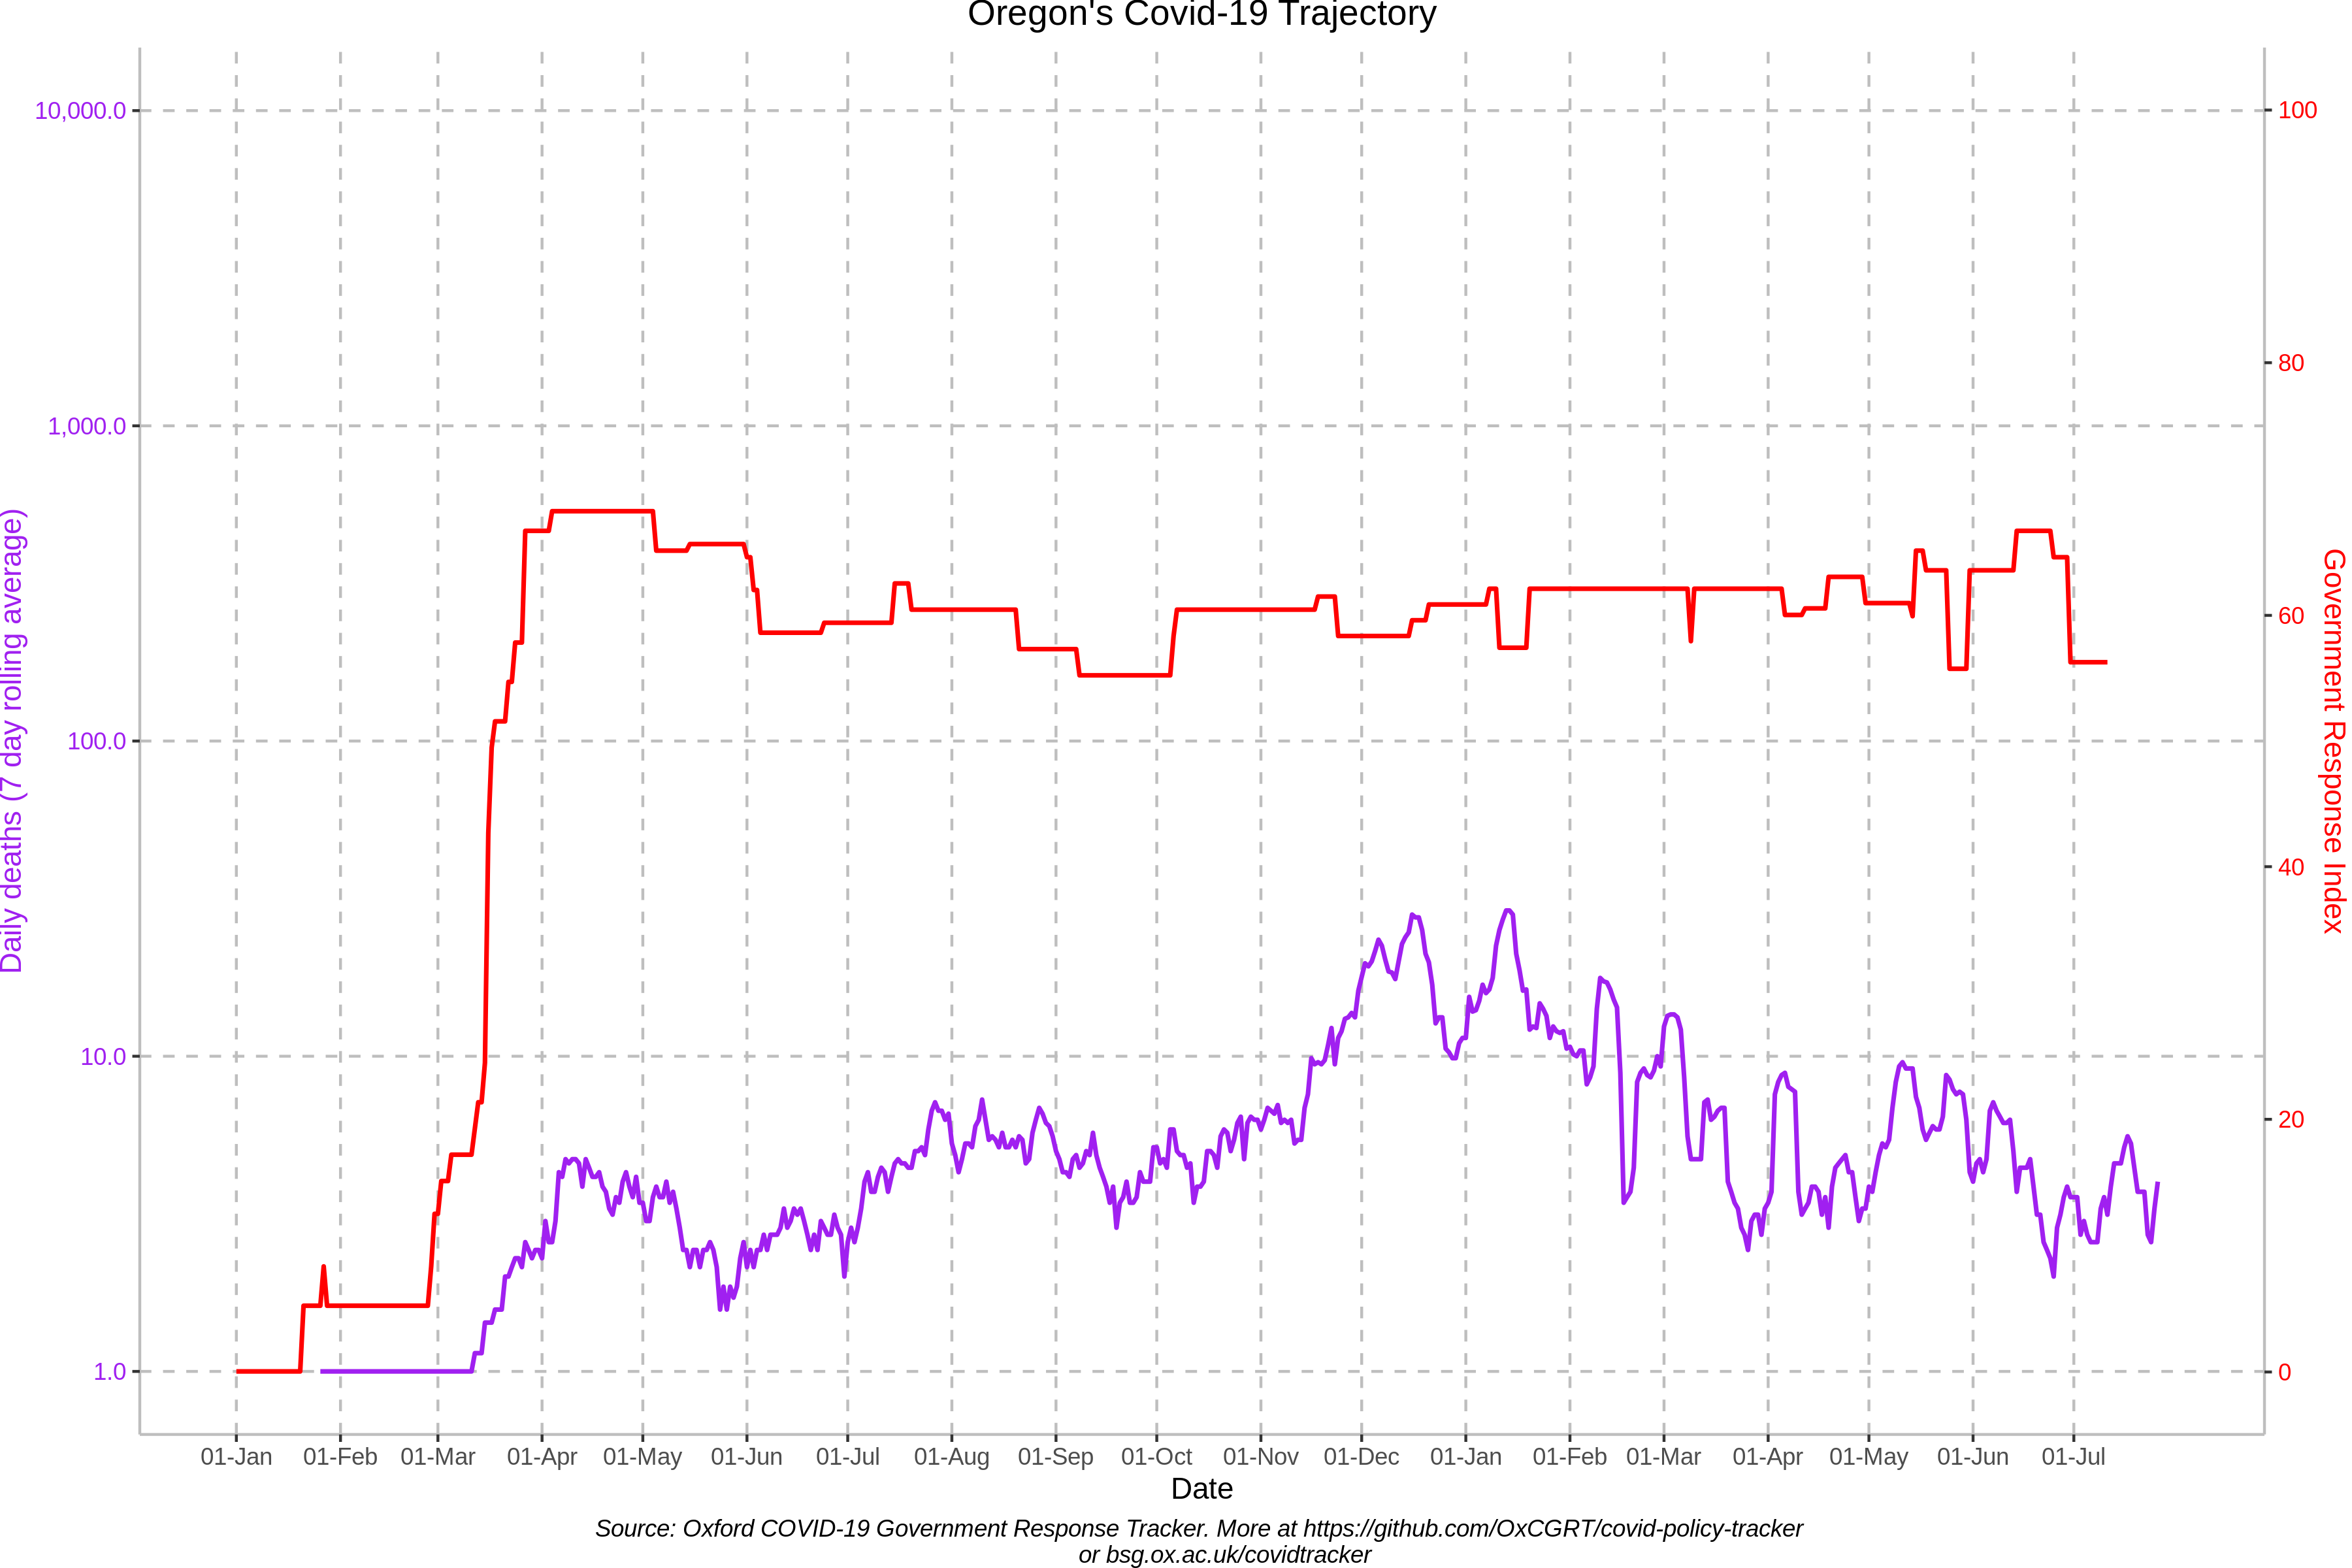 Oregon's Covid-19 Trajectory
10,000.0
1,000.0
100.0
10.0
1.0
Daily deaths (7 day rolling average)
100
80
60
40
20
0
Government Response Index
01-Jan 01-Feb 01-Mar 01-Apr 01-May 01-Jun 01-Jul 01-Aug 01-Sep 01-Oct 01-Nov 01-Dec 01-Jan 01-Feb 01-Mar 01-Apr 01-May 01-Jun 01-Jul
Date
Source: Oxford COVID-19 Government Response Tracker. More at https://github.com/OxCGRT/covid-policy-tracker
or bsg.ox.ac.uk/covidtracker